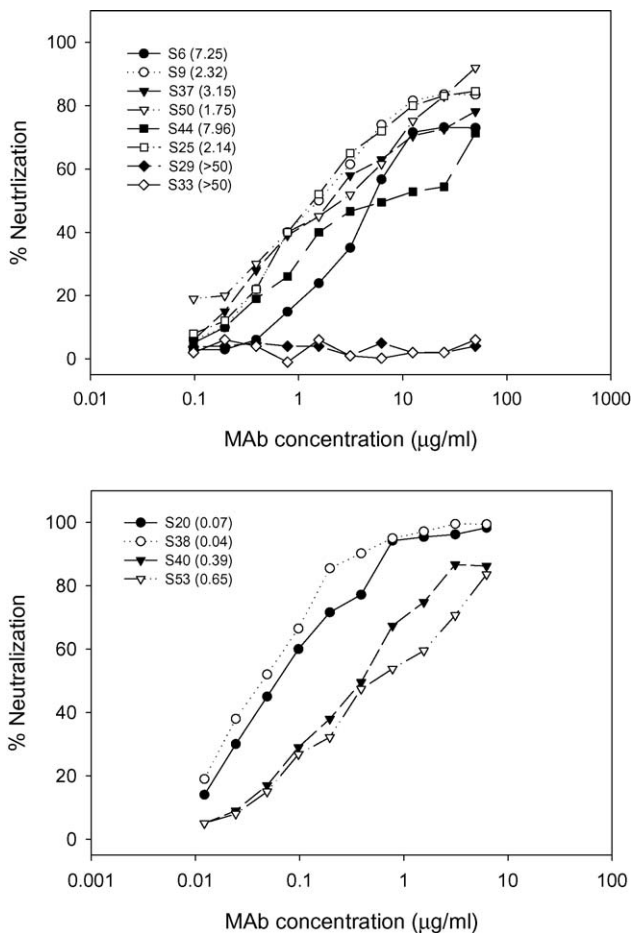 100
80
60
40
20
0
% Neutrlization
S6 (7.25)
S9 (2.32)
S37 (3.15)
S50 (1.75)
S44 (7.96)
S25 (2.14)
S29 (>50)
S33 (>50)
0.01 0.1 1 10 100 1000
MAb concentration (μg/ml)
100
80
60
40
20
0
% Neutralization
S20 (0.07)
S38 (0.04)
S40 (0.39)
S53 (0.65)
0.001 0.01 0.1 1 10 100
MAb concentration (μg/ml)